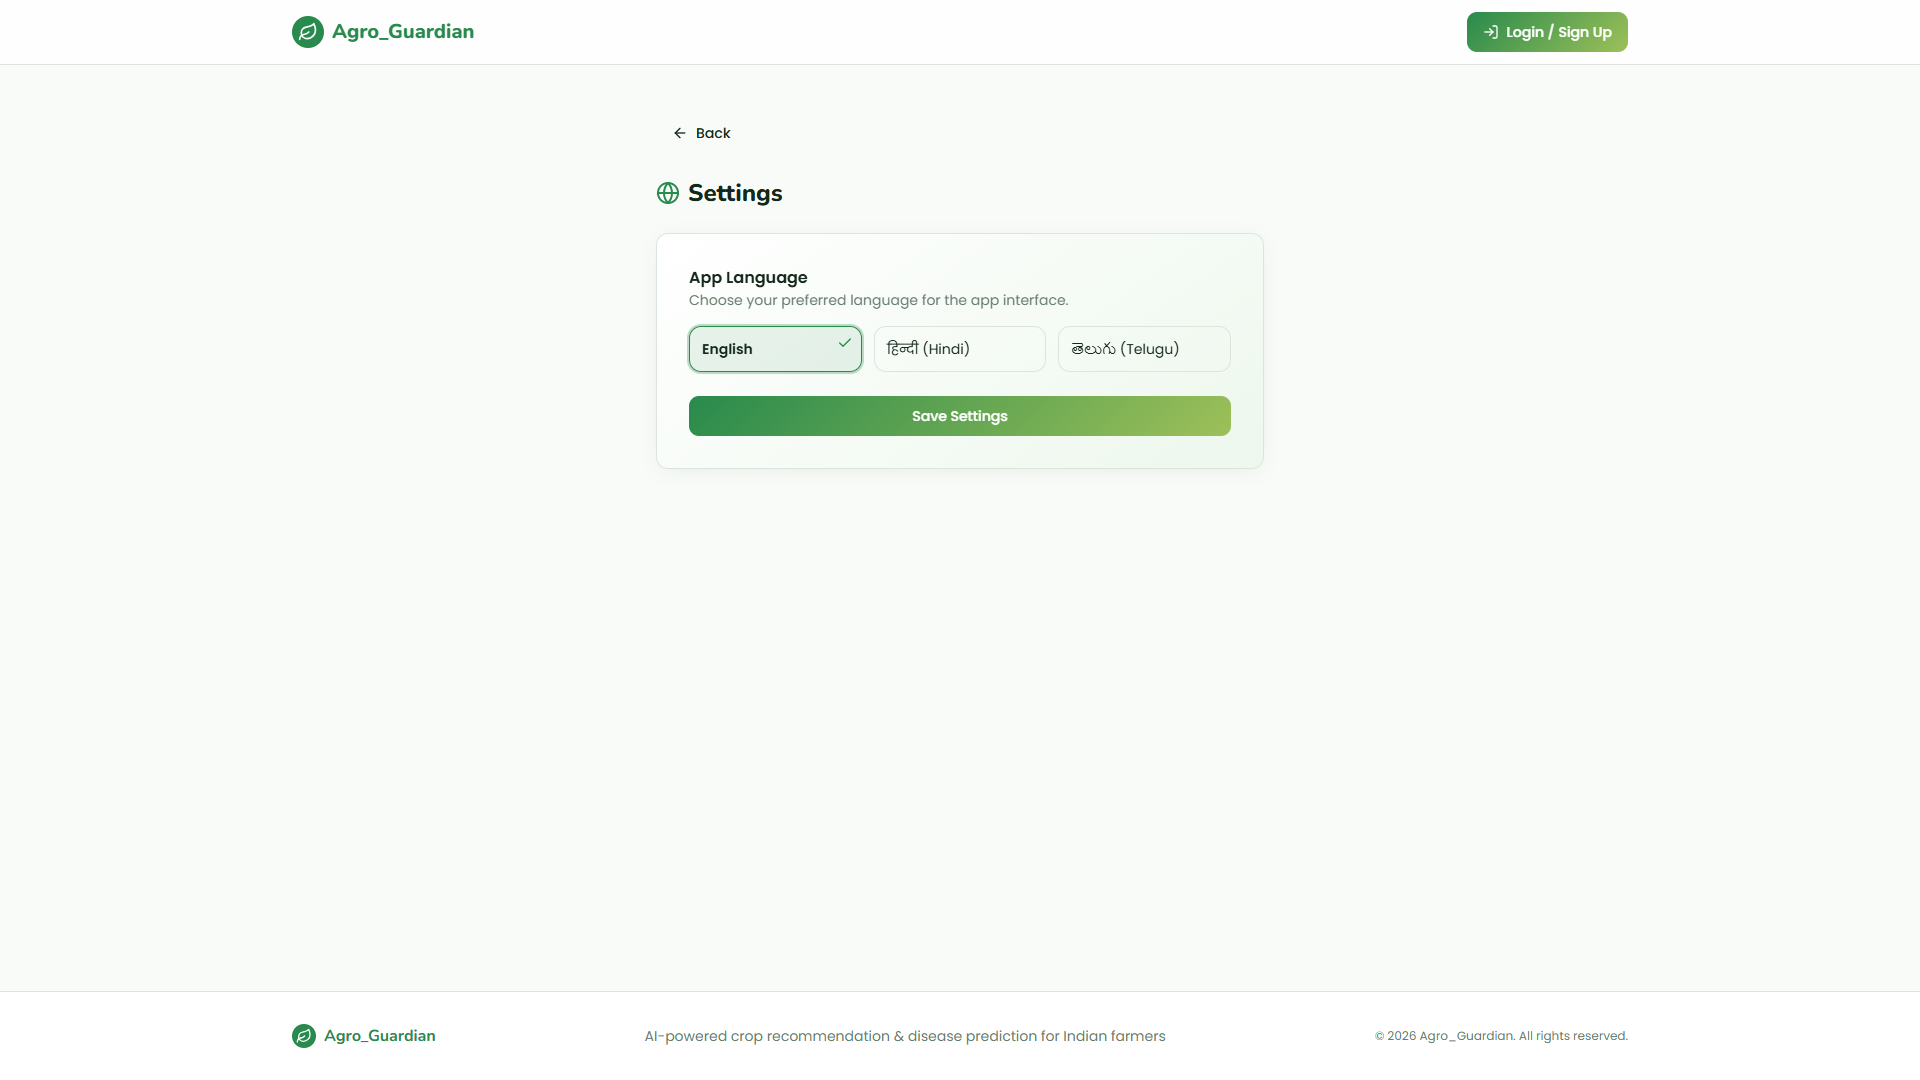 Agro_Guardian
Login / Sign Up
Back
Settings
App Language
Choose your preferred language for the app interface.
English
हिन्दी (Hindi)
తెలుగు (Telugu)
Save Settings
Agro_Guardian
AI-powered crop recommendation & disease prediction for Indian farmers
© 2026 Agro_Guardian. All rights reserved.